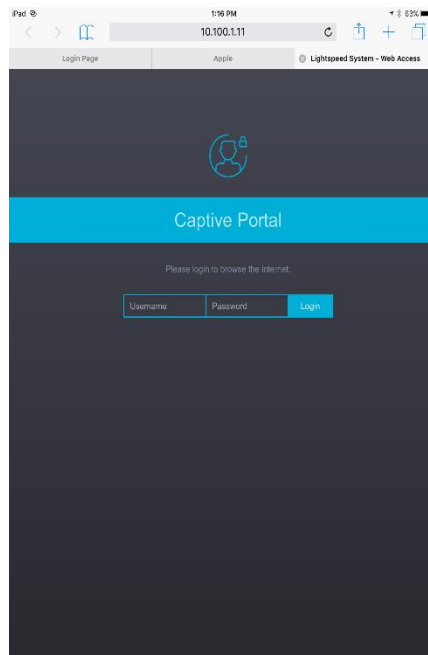 iPad 1:16 PM 63%
10.100.1.11
Login Page Apple Lightspeed System - Web Access
Captive Portal
Please login to browse the internet.
Username Password Login